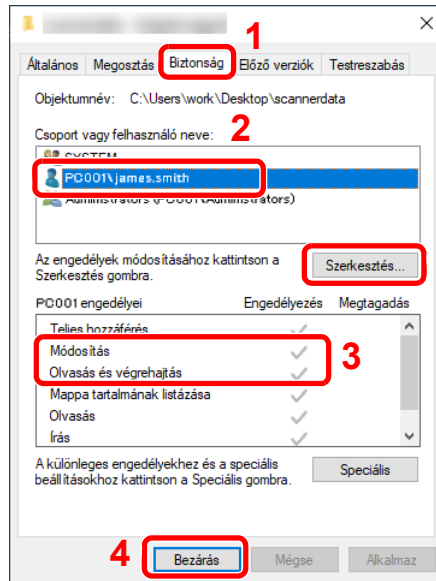 1
Általános Megosztás Biztonság Előző verziók Testreszabás
Objektumnév: C:\Users\work\Desktop\scannerdata
Csoport vagy felhasználó neve:
2
SYSTEM
PC001\james.smith
Administrators (PC001\Administrators)
Az engedélyek módosításához kattintson a
Szerkesztés gombra.
Szerkesztés...
PC001 engedélyei Engedélyezés Megtagadás
Teljes hozzáférés
Módosítás
3
Olvasás és végrehajtás
Mappa tartalmának listázása
Olvasás
Írás
A különleges engedélyekhez és a speciális
beállításokhoz kattintson a Speciális gombra.
Speciális
4
Bezárás Mégse Alkalmaz